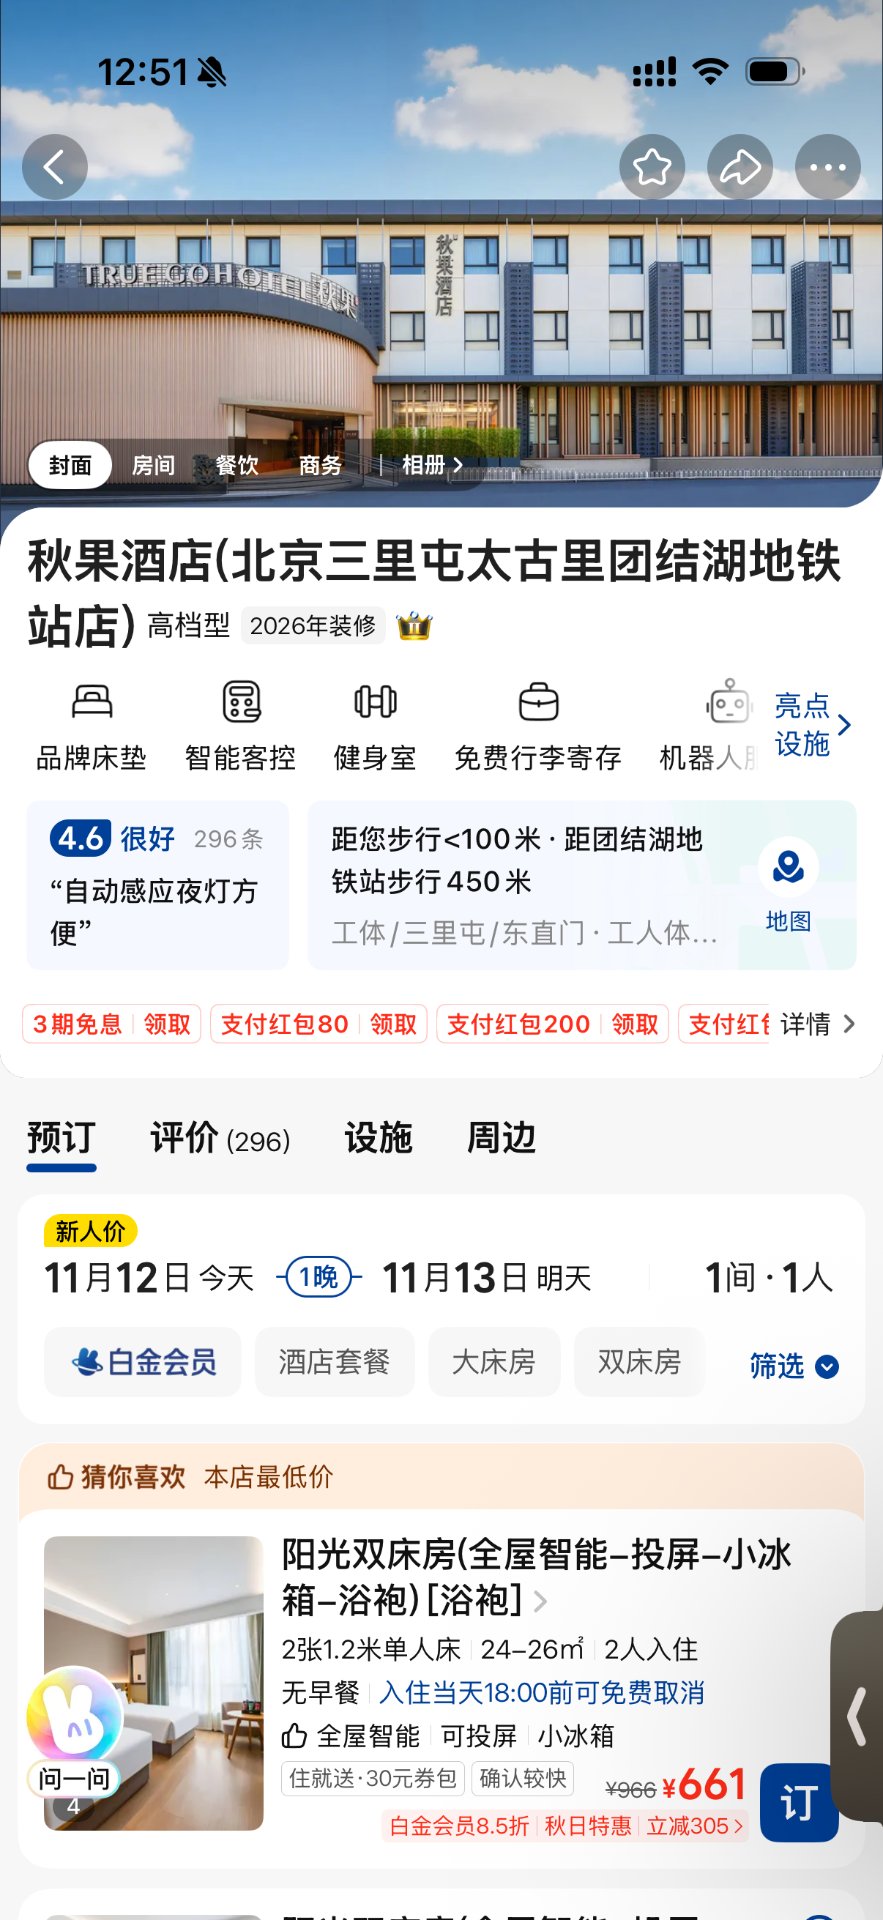 12:51
TRUE GO HOTEL 秋果
秋果酒店
封面 房间 餐饮 商务 | 相册 >
秋果酒店(北京三里屯太古里团结湖地铁
站店) 高档型 2026年装修
品牌床垫 智能客控 健身室 免费行李寄存 机器人
亮点
设施
4.6 很好 296条
“自动感应夜灯方
便”
距您步行<100米 · 距团结湖地
铁站步行450米
工体/三里屯/东直门 · 工人体...
地图
3期免息 领取 支付红包80 领取 支付红包200 领取 支付红 详情 >
预订 评价 (296) 设施 周边
新人价
11月12日 今天 1晚 11月13日 明天 1间 · 1人
白金会员 酒店套餐 大床房 双床房 筛选
猜你喜欢 本店最低价
阳光双床房(全屋智能-投屏-小冰
箱-浴袍) [浴袍] >
2张1.2米单人床 24-26㎡ 2人入住
无早餐 入住当天18:00前可免费取消
全屋智能 可投屏 小冰箱
住就送·30元券包 确认较快
¥966 ¥661
订
白金会员8.5折 秋日特惠 立减305 >
AI
问一问
4